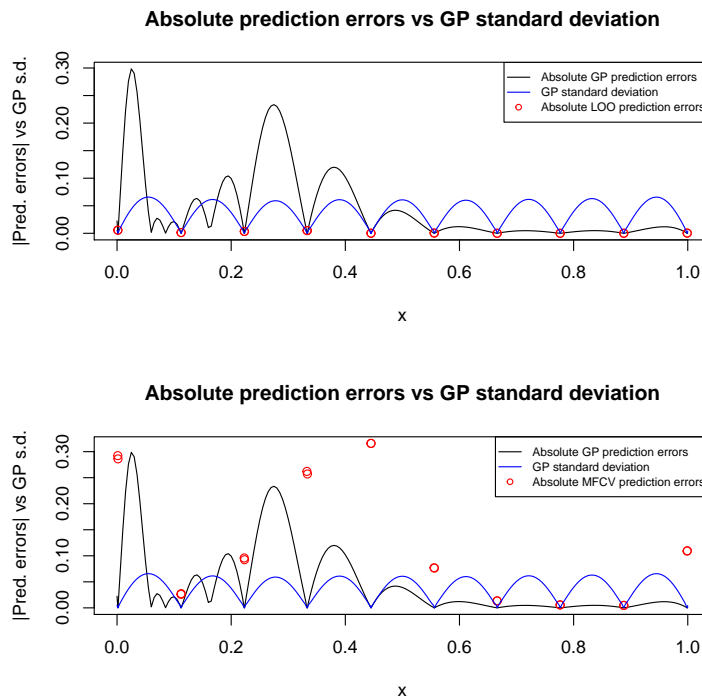 Absolute prediction errors vs GP standard deviation
|Pred. errors| vs GP s.d.
0.30
0.20
0.10
0.00
Absolute GP prediction errors
GP standard deviation
Absolute LOO prediction errors
0.0 0.2 0.4 0.6 0.8 1.0
x
Absolute prediction errors vs GP standard deviation
|Pred. errors| vs GP s.d.
0.30
0.20
0.10
0.00
Absolute GP prediction errors
GP standard deviation
Absolute MFCV prediction errors
0.0 0.2 0.4 0.6 0.8 1.0
x